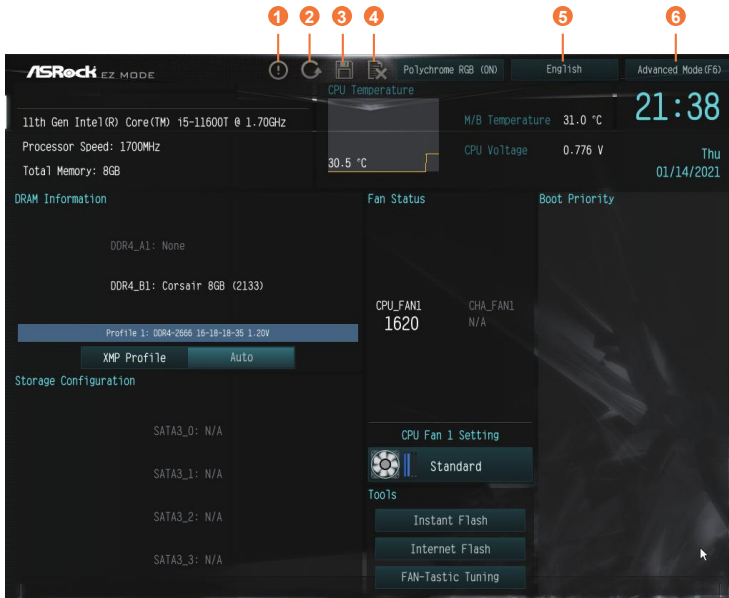 1 2 3 4 5 6
ASRock EZ MODE
Polychrome RGB (ON) English Advanced Mode(F6)
CPU Temperature
11th Gen Intel(R) Core(TM) i5-11600T @ 1.70GHz
Processor Speed: 1700MHz
Total Memory: 8GB
30.5 °C
M/B Temperature 31.0 °C
CPU Voltage 0.776 V
21:38
Thu
01/14/2021
DRAM Information
DDR4_A1: None
DDR4_B1: Corsair 8GB (2133)
Profile 1: DDR4-2666 16-18-18-35 1.20V
XMP Profile Auto
Storage Configuration
SATA3_0: N/A
SATA3_1: N/A
SATA3_2: N/A
SATA3_3: N/A
Fan Status
CPU_FAN1 CHA_FAN1
1620 N/A
CPU Fan 1 Setting
Standard
Tools
Instant Flash
Internet Flash
FAN-Tastic Tuning
Boot Priority